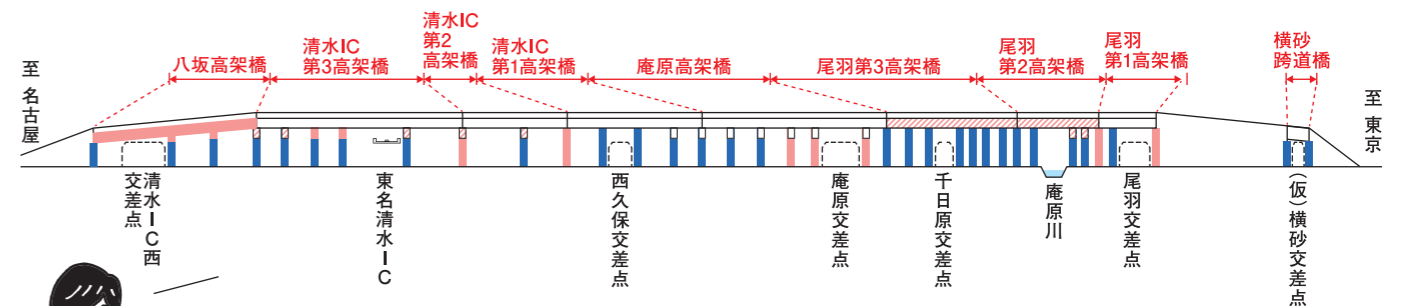 至 名古屋
八坂高架橋
清水IC
第3高架橋
清水IC
第2
高架橋
清水IC
第1高架橋
庵原高架橋
尾羽第3高架橋
尾羽
第2高架橋
尾羽
第1高架橋
横砂
跨道橋
至 東京
清水IC西
交差点
東名清水IC
西久保交差点
庵原交差点
千日原交差点
庵原川
尾羽交差点
(仮)横砂交差点